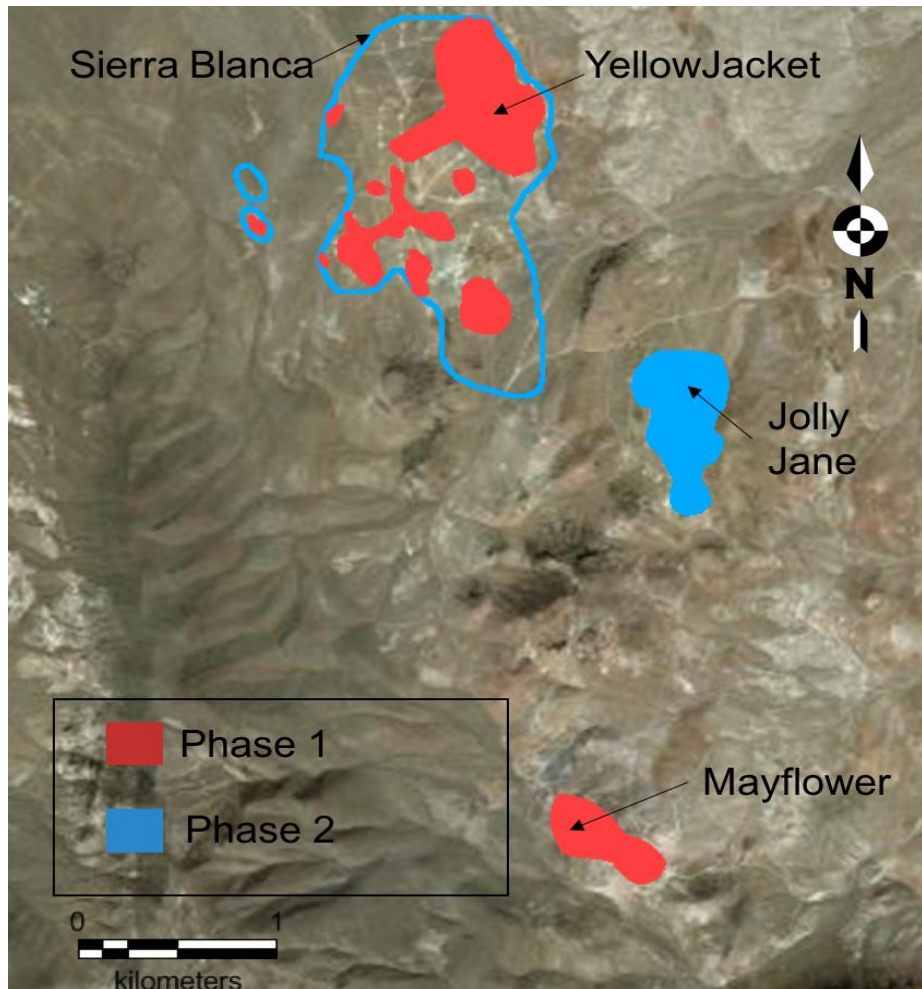 Sierra Blanca
YellowJacket
N
Jolly
Jane
Phase 1
Mayflower
Phase 2
0 1
kilometers